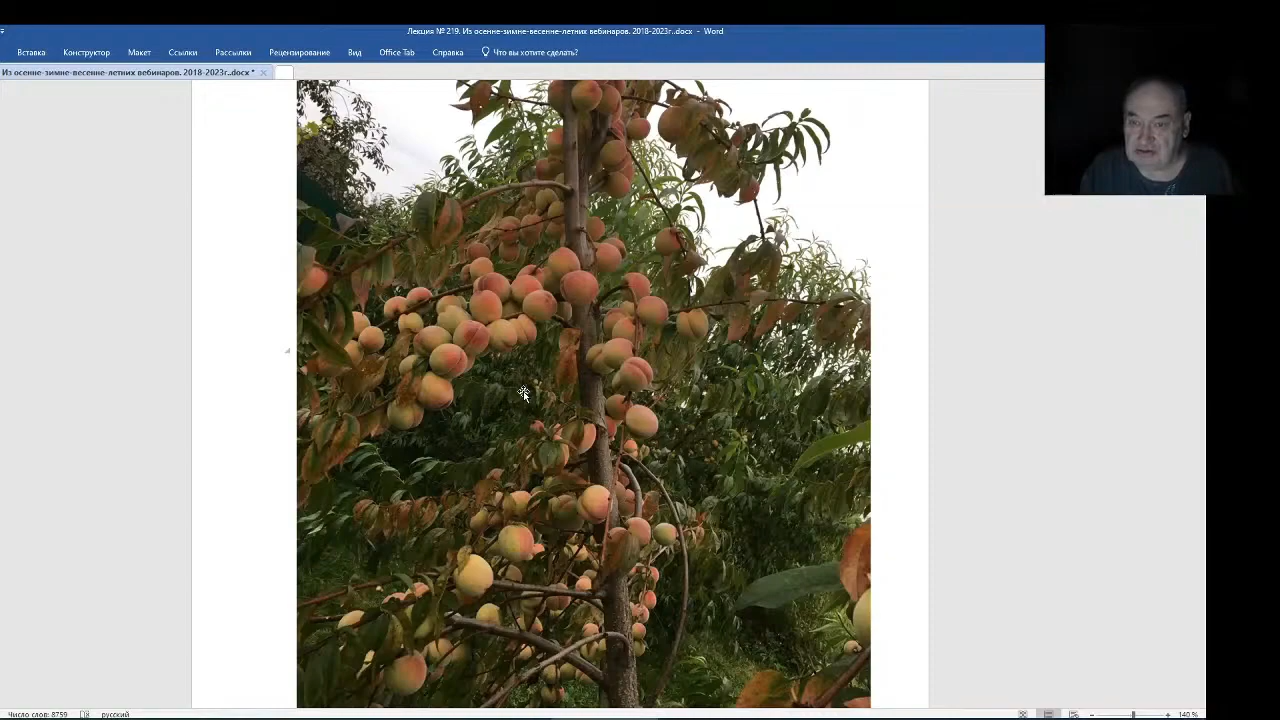 Лекция № 219. Из осенне-зимне-весенне-летних вебинаров. 2018-2023г..docx - Word
Вставка Конструктор Макет Ссылки Рассылки Рецензирование Вид Office Tab Справка Что вы хотите сделать?
Из осенне-зимне-весенне-летних вебинаров. 2018-2023г..docx *
Число слов: 8759 русский 140 %